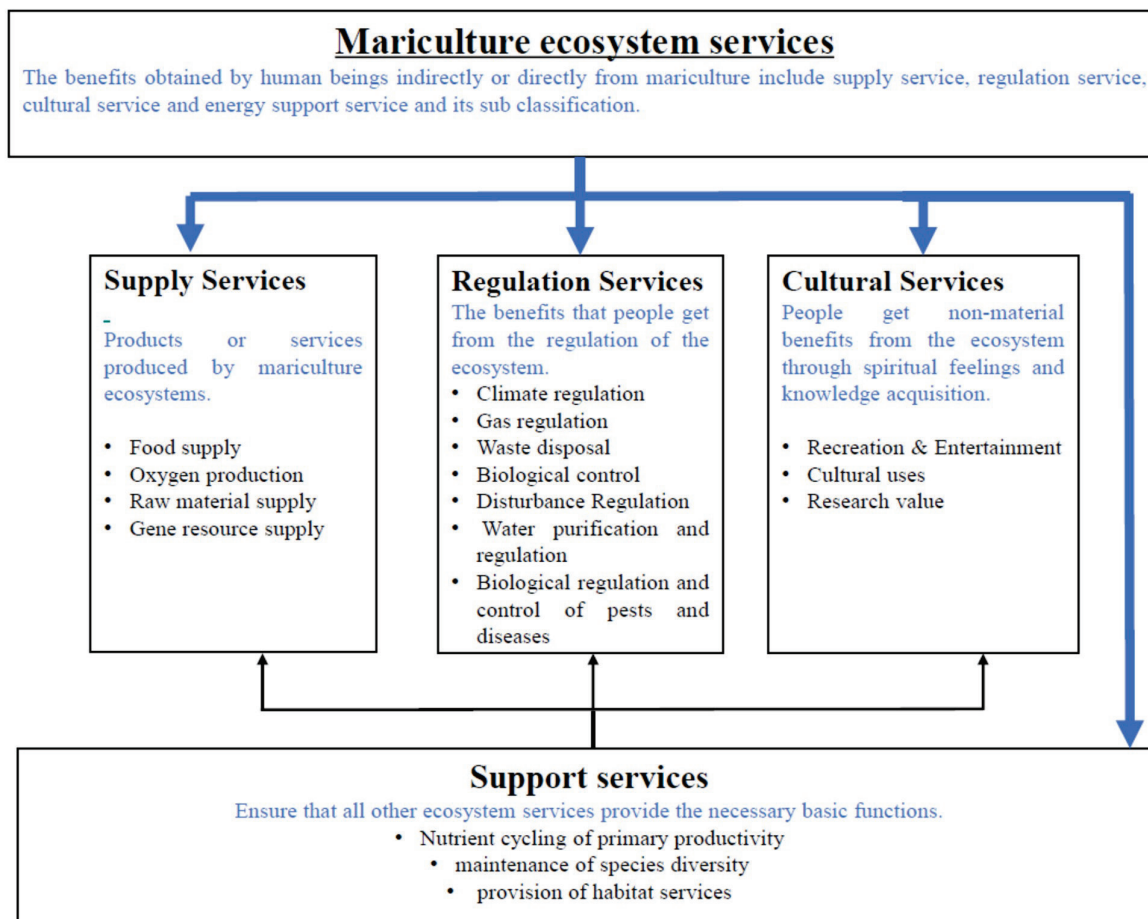 Mariculture ecosystem services
The benefits obtained by human beings indirectly or directly from mariculture include supply service, regulation service,
cultural service and energy support service and its sub classification.
Supply Services
Products or services
produced by mariculture
ecosystems.
• Food supply
• Oxygen production
• Raw material supply
• Gene resource supply
Regulation Services
The benefits that people get
from the regulation of the
ecosystem.
• Climate regulation
• Gas regulation
• Waste disposal
• Biological control
• Disturbance Regulation
• Water purification and
regulation
• Biological regulation and
control of pests and
diseases
Cultural Services
People get non-material
benefits from the ecosystem
through spiritual feelings and
knowledge acquisition.
• Recreation & Entertainment
• Cultural uses
• Research value
Support services
Ensure that all other ecosystem services provide the necessary basic functions.
• Nutrient cycling of primary productivity
• maintenance of species diversity
• provision of habitat services